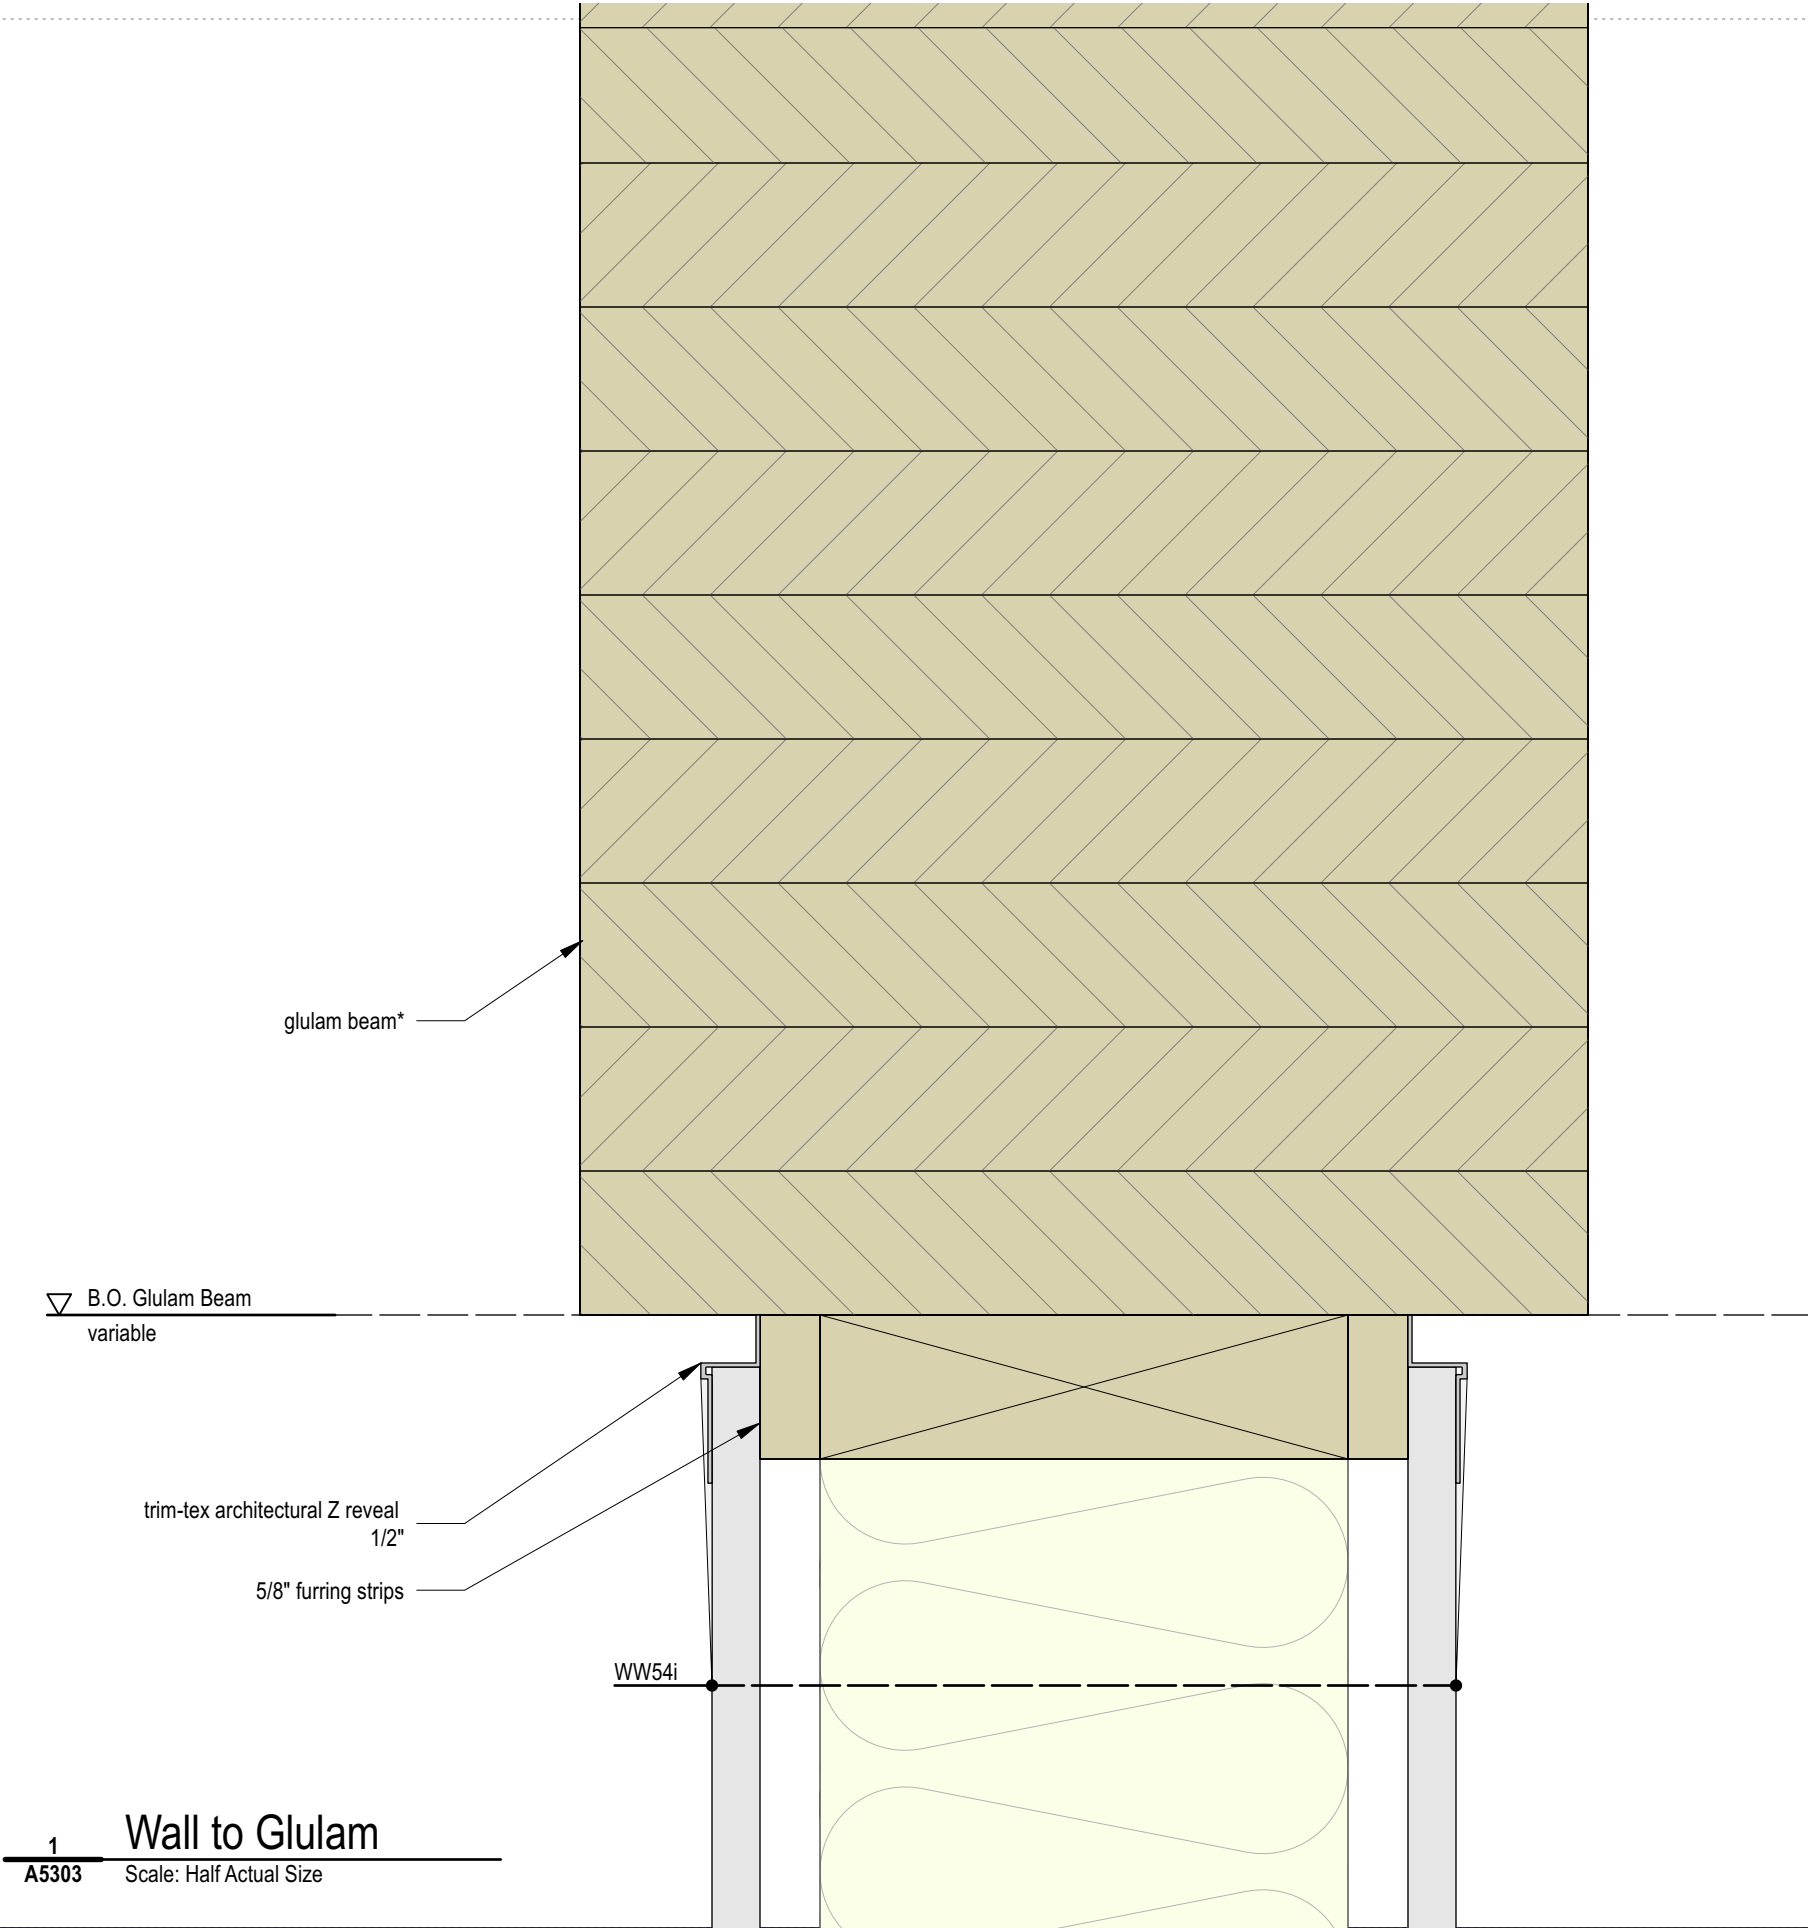 glulam beam*
B.O. Glulam Beam
variable
trim-tex architectural Z reveal
1/2"
5/8" furring strips
WW54i
1
Wall to Glulam
A5303
Scale: Half Actual Size